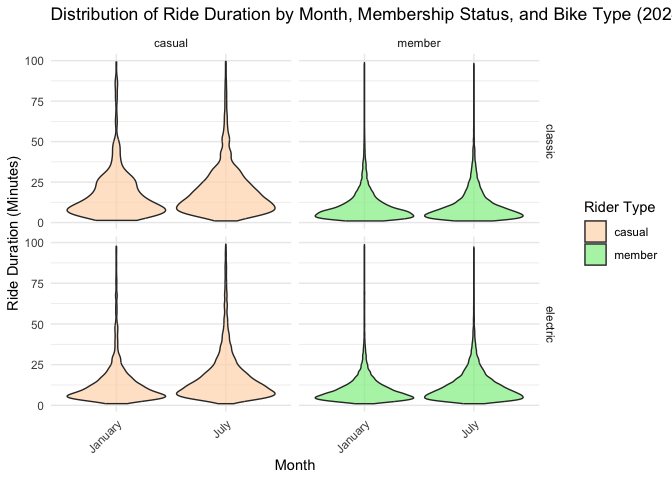 Distribution of Ride Duration by Month, Membership Status, and Bike Type (202
casual
member
100
75
50
25
0
classic
100
75
50
25
0
electric
Ride Duration (Minutes)
January
July
January
July
Month
Rider Type
casual
member